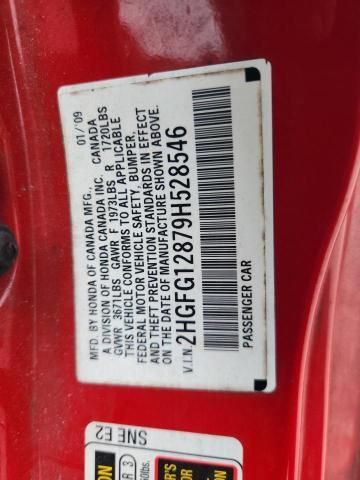 01/'09
MFD. BY HONDA OF CANADA MFG.,
A DIVISION OF HONDA CANADA INC. CANADA
GVWR 3671LBS GAWR F 1973LBS R 1720LBS
THIS VEHICLE CONFORMS TO ALL APPLICABLE
FEDERAL MOTOR VEHICLE SAFETY, BUMPER,
AND THEFT PREVENTION STANDARDS IN EFFECT
ON THE DATE OF MANUFACTURE SHOWN ABOVE.
V.I.N. 2HGFG12879H528546
PASSENGER CAR
SNE E2